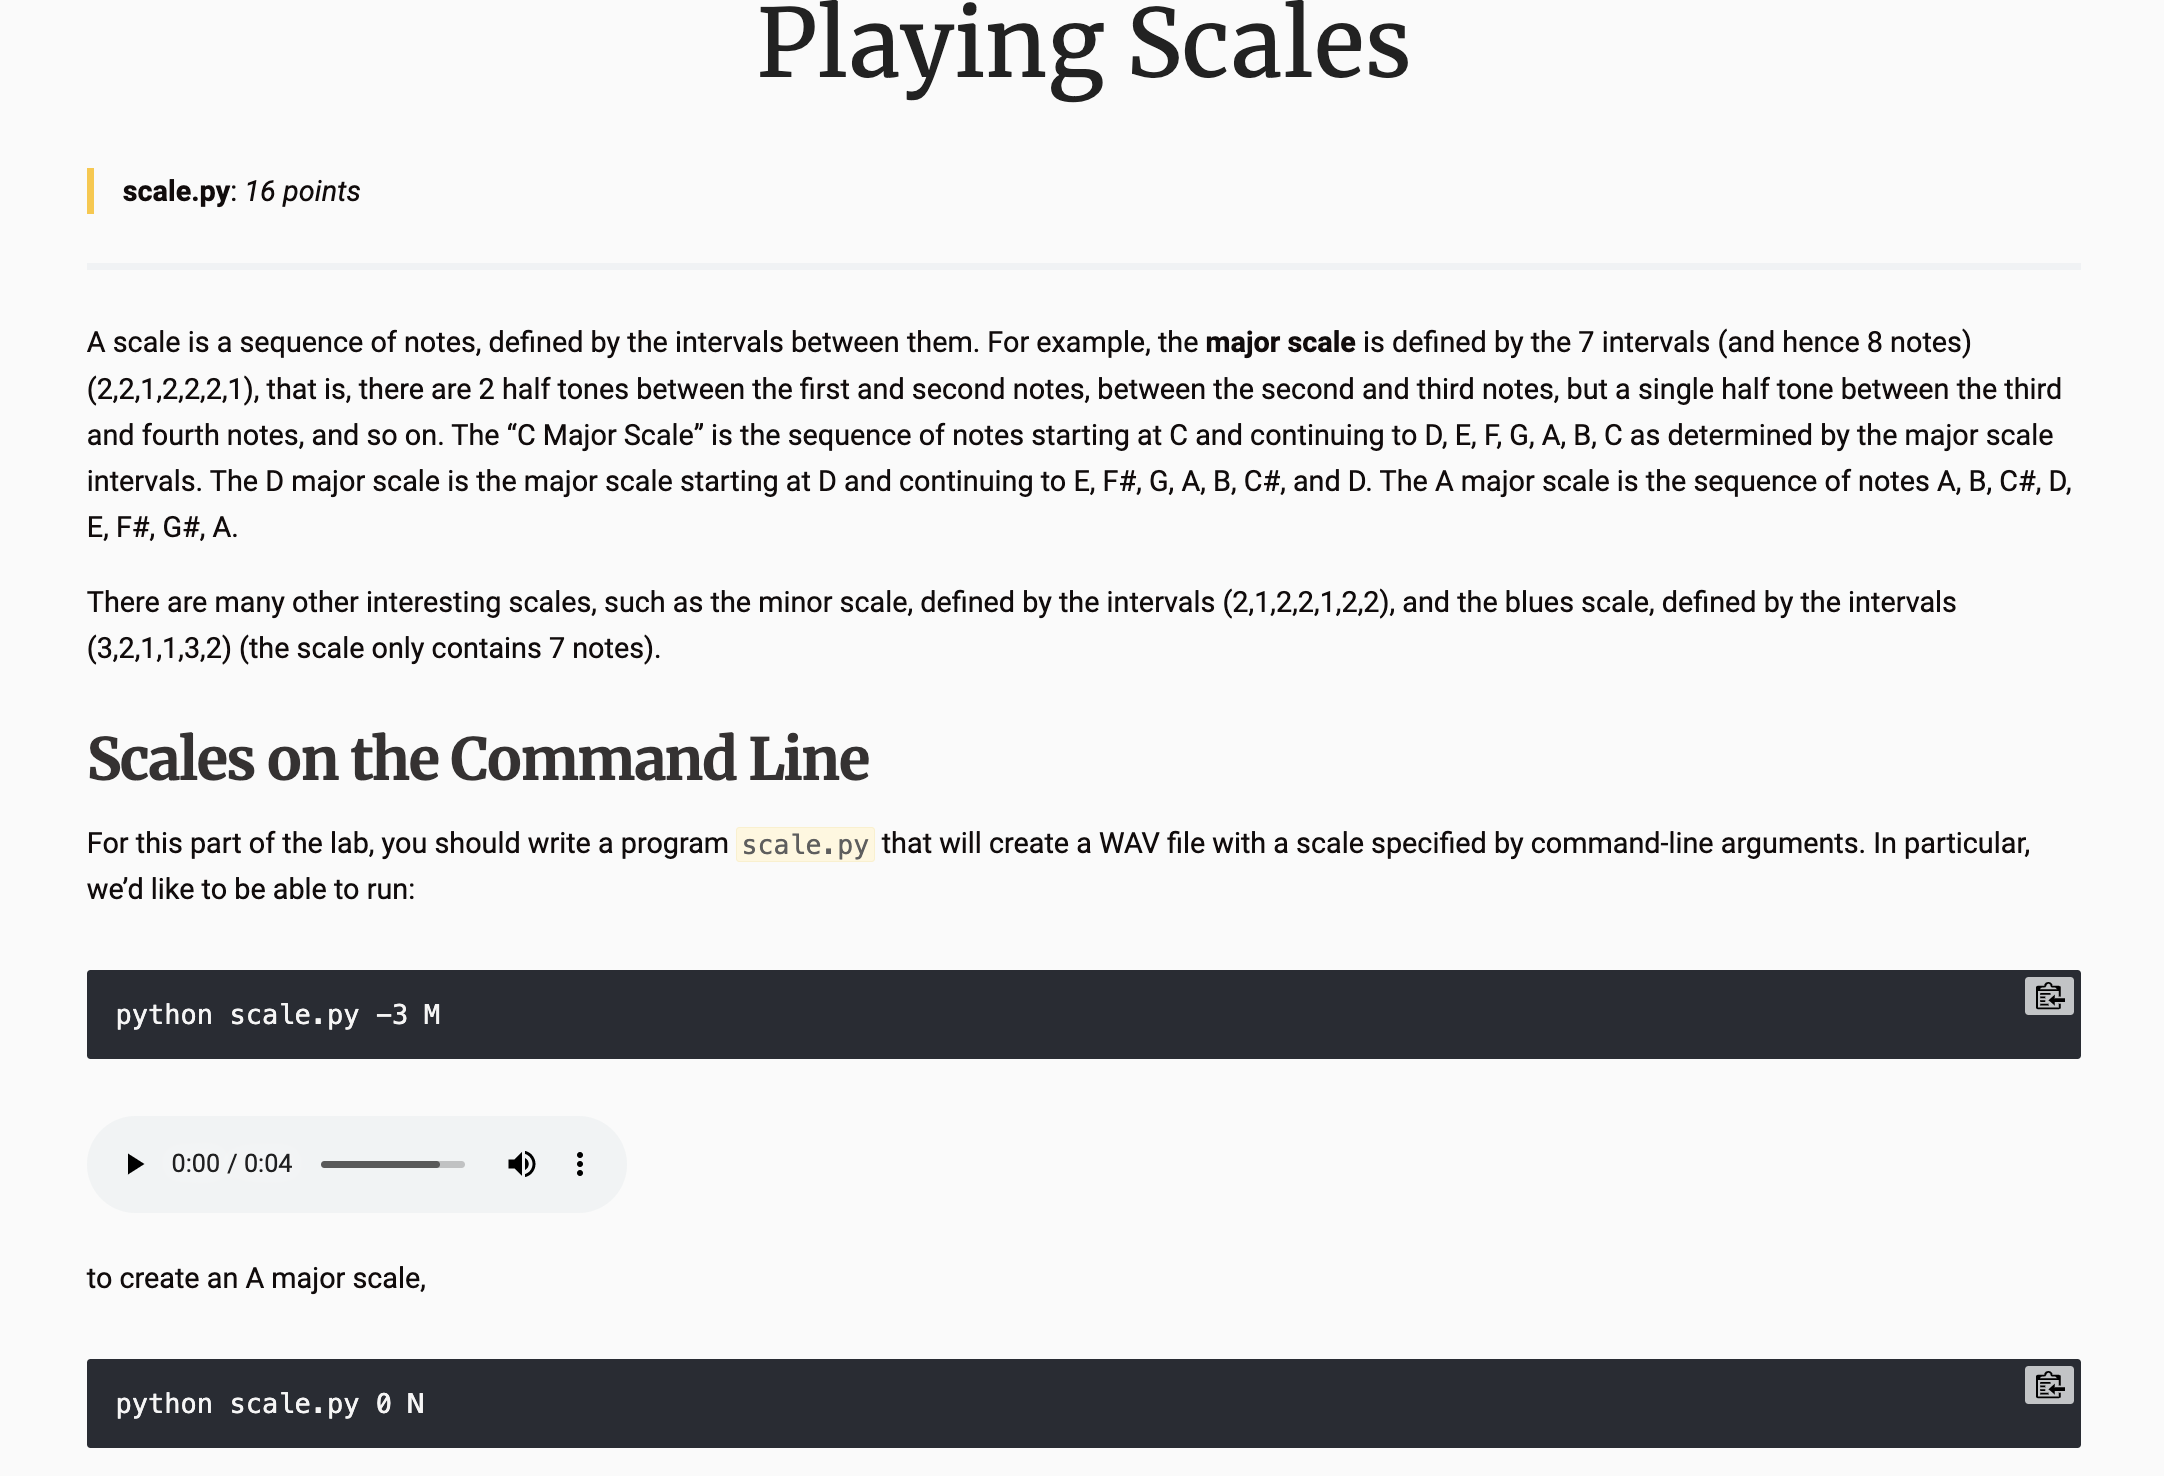 Playing Scales
scale.py: 16 points
A scale is a sequence of notes, defined by the intervals between them. For example, the major scale is defined by the 7 intervals (and hence 8 notes)
(2,2,1,2,2,2,1), that is, there are 2 half tones between the first and second notes, between the second and third notes, but a single half tone between the third
and fourth notes, and so on. The “C Major Scale” is the sequence of notes starting at C and continuing to D, E, F, G, A, B, C as determined by the major scale
intervals. The D major scale is the major scale starting at D and continuing to E, F#, G, A, B, C#, and D. The A major scale is the sequence of notes A, B, C#, D,
E, F#, G#, A.
There are many other interesting scales, such as the minor scale, defined by the intervals (2,1,2,2,1,2,2), and the blues scale, defined by the intervals
(3,2,1,1,3,2) (the scale only contains 7 notes).
Scales on the Command Line
For this part of the lab, you should write a program scale.py that will create a WAV file with a scale specified by command-line arguments. In particular,
we’d like to be able to run:
python scale.py -3 M
0:00 / 0:04
to create an A major scale,
python scale.py 0 N